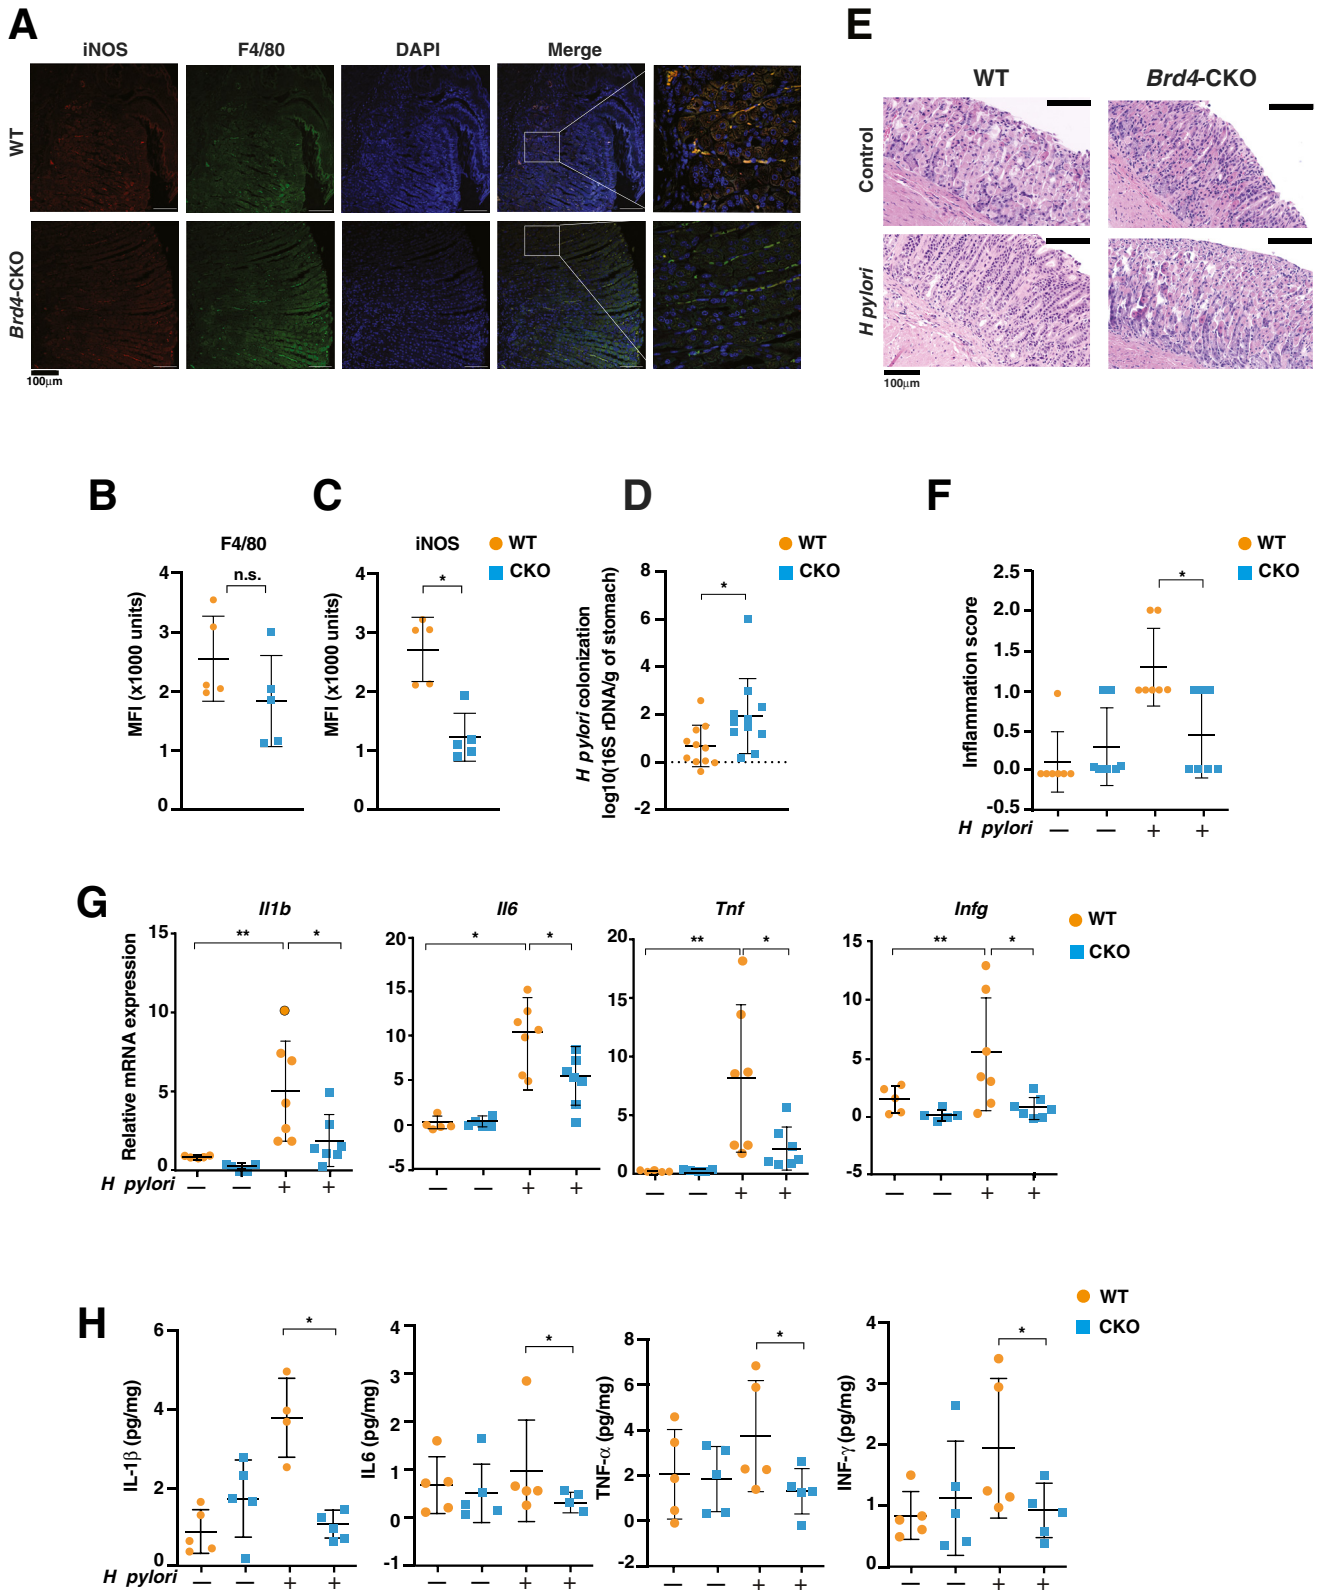 A
iNOS F4/80 DAPI Merge
WT
Brd4-CKO
100μm
E
WT Brd4-CKO
Control
H pylori
100μm
B
F4/80
n.s.
MFI (x1000 units)
4
3
2
1
0
C
iNOS
*
MFI (x1000 units)
4
3
2
1
0
WT
CKO
D
WT
CKO
*
H pylori colonization
log10(16S rDNA/g of stomach)
8
6
4
2
0
-2
F
WT
CKO
*
Inflammation score
2.5
2.0
1.5
1.0
0.5
0.0
-0.5
H pylori — — + +
G
Il1b Il6 Tnf Infg
WT
CKO
Relative mRNA expression
15
10
5
0
** *
20
15
10
5
0
-5
* *
20
15
10
5
0
** *
15
10
5
0
-5
** *
H pylori — — + + — — + + — — + + — — + +
H
WT
CKO
IL-1β (pg/mg)
6
4
2
0
*
IL6 (pg/mg)
4
3
2
1
0
-1
*
TNF-α (pg/mg)
8
6
4
2
0
-2
*
INF-γ (pg/mg)
4
3
2
1
0
*
H pylori — — + + — — + + — — + + — — + +